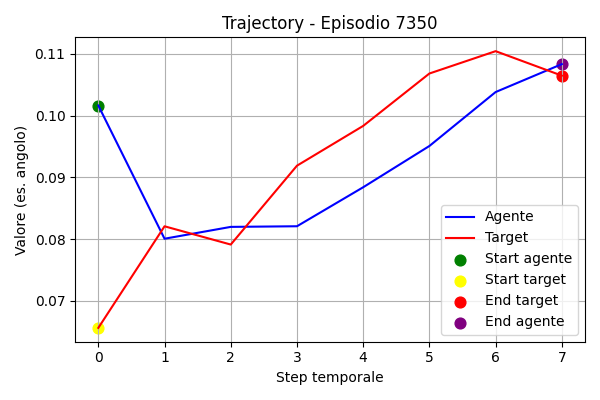 Trajectory - Episodio 7350
Valore (es. angolo)
0.11
0.10
0.09
0.08
0.07
Agente
Target
Start agente
Start target
End target
End agente
0 1 2 3 4 5 6 7
Step temporale